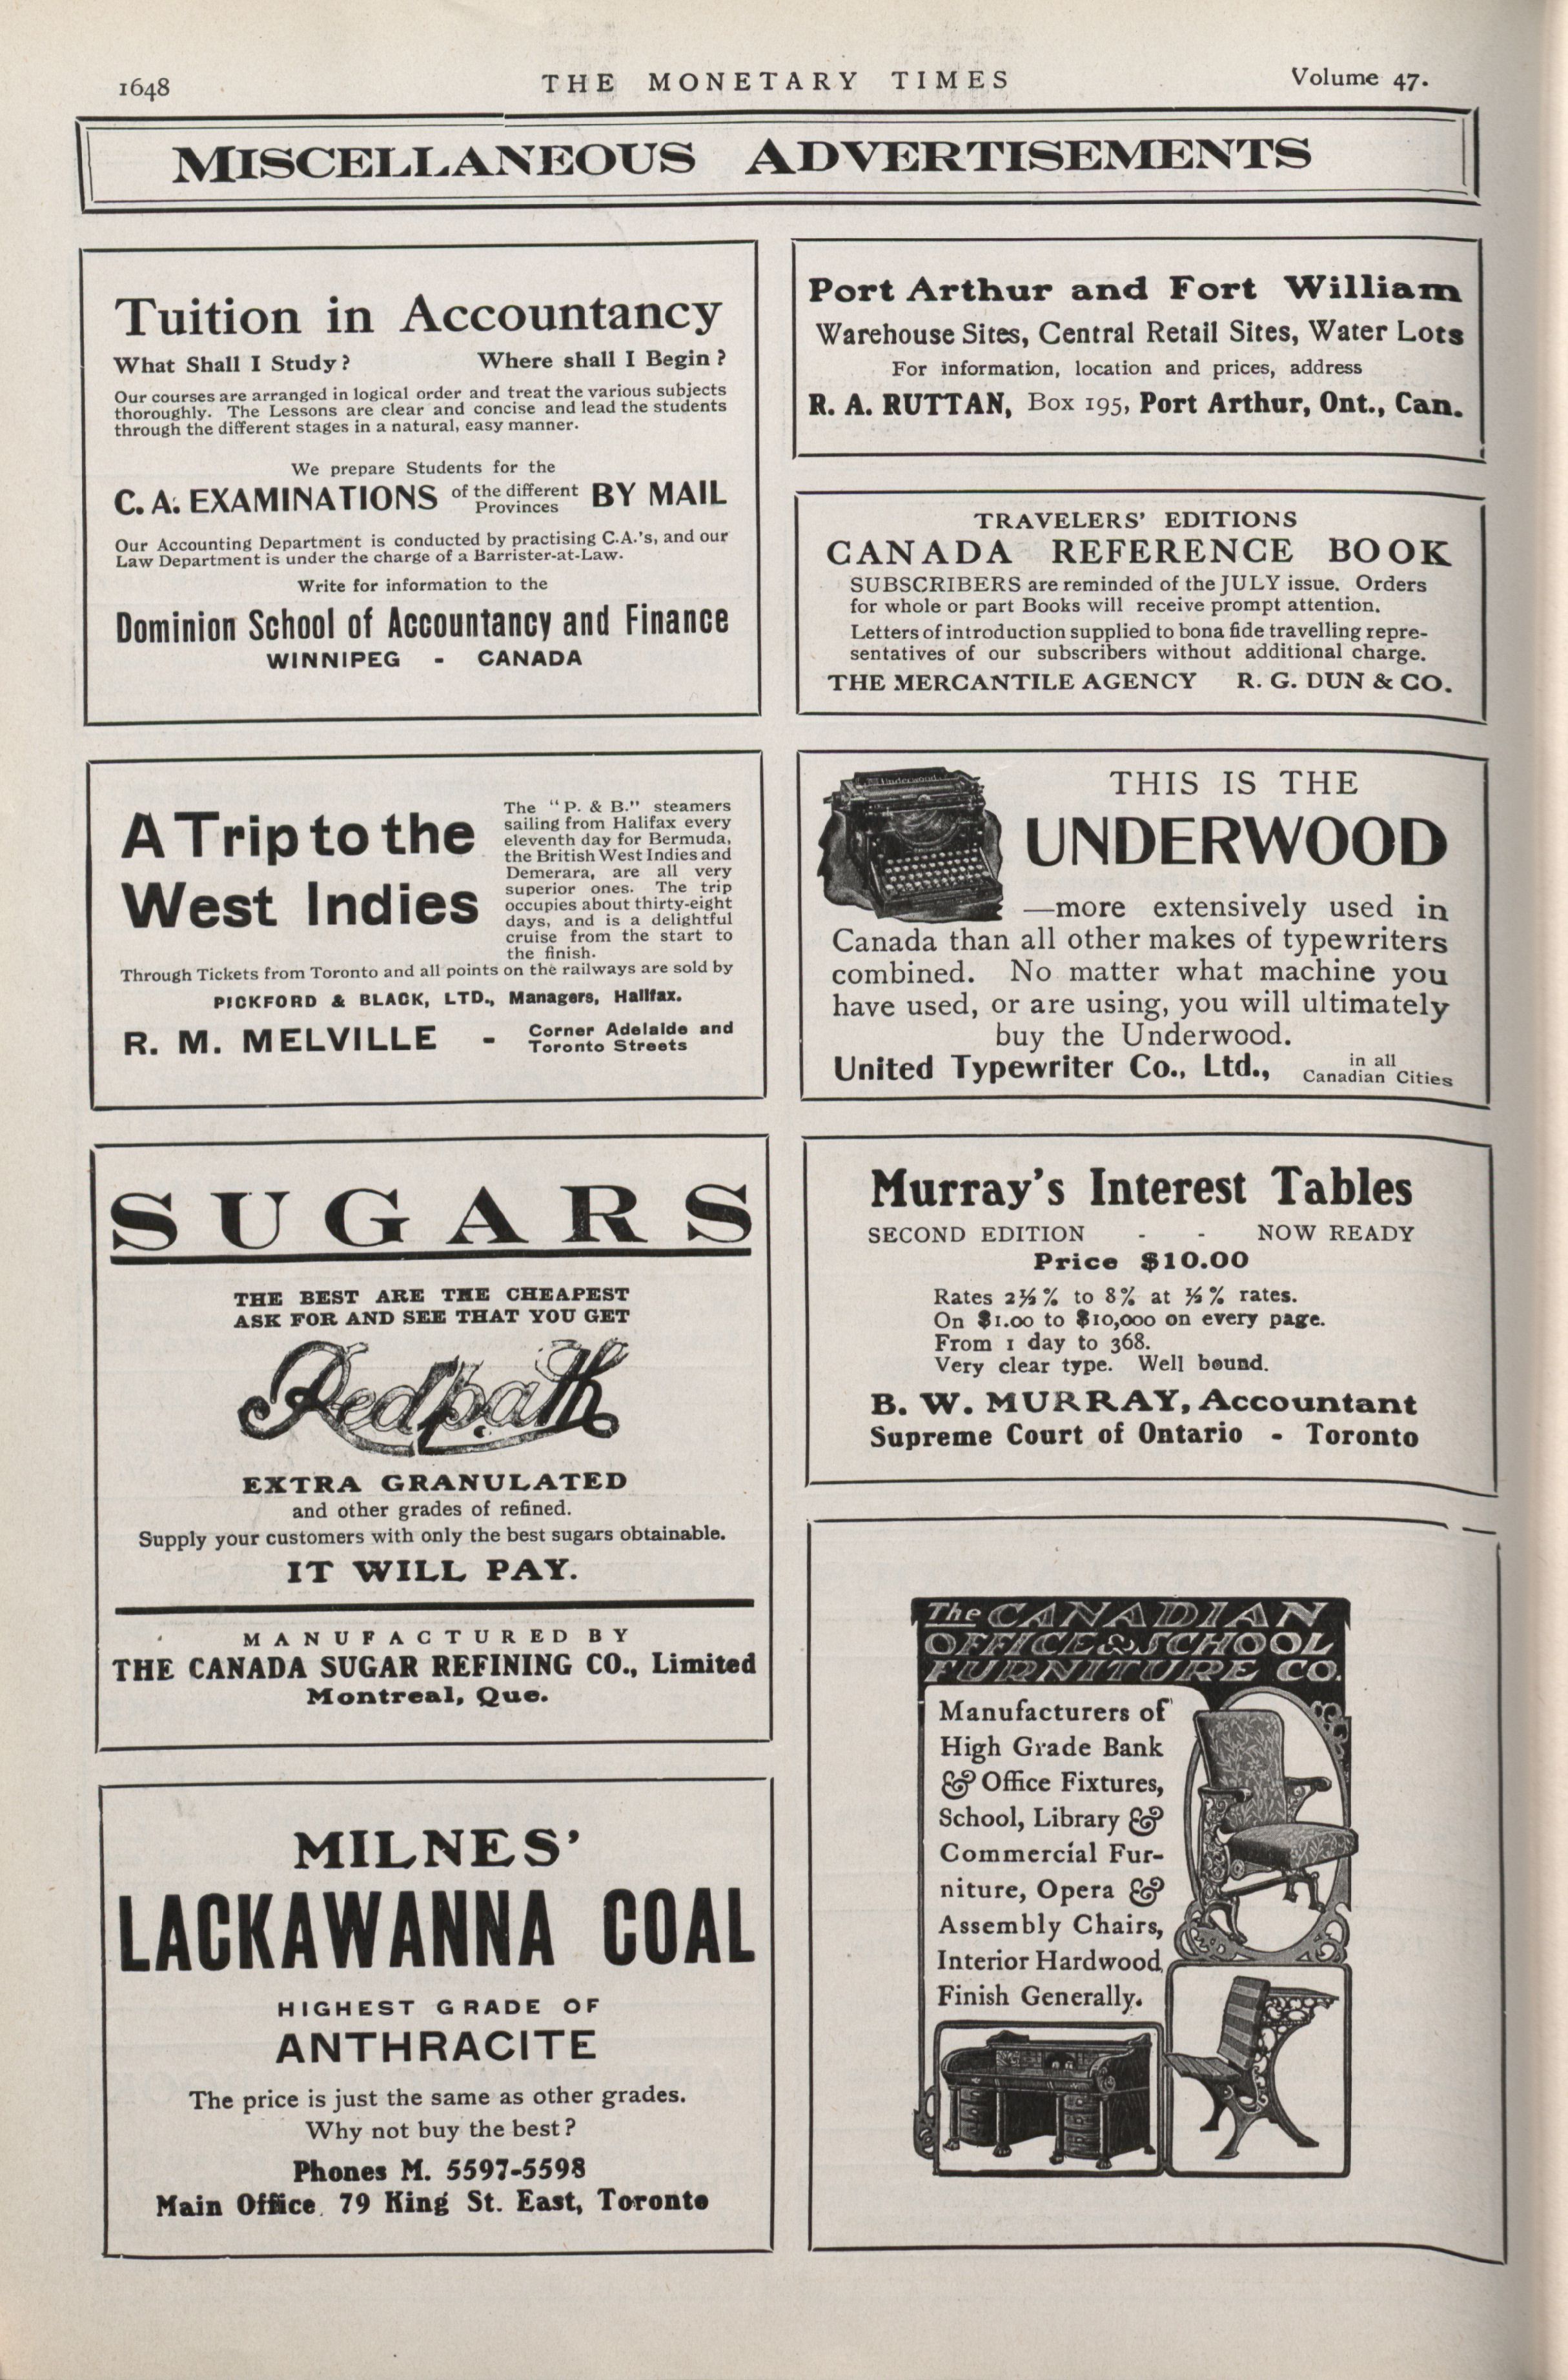 1648
THE MONETARY TIMES
Volume 47.
MISCELLANEOUS ADVERTISEMENTS
Tuition in Accountancy
What Shall I Study? Where shall I Begin?
Our courses are arranged in logical order and treat the various subjects
thoroughly. The Lessons are clear and concise and lead the students
through the different stages in a natural, easy manner.
We prepare Students for the
C. A. EXAMINATIONS of the different Provinces BY MAIL
Our Accounting Department is conducted by practising C.A.'s, and our
Law Department is under the charge of a Barrister-at-Law.
Write for information to the
Dominion School of Accountancy and Finance
WINNIPEG - CANADA
A Trip to the
West Indies
The "P. & B." steamers
sailing from Halifax every
eleventh day for Bermuda,
the British West Indies and
Demerara, are all very
superior ones. The trip
occupies about thirty-eight
days, and is a delightful
cruise from the start to
the finish.
Through Tickets from Toronto and all points on the railways are sold by
PICKFORD & BLACK, LTD., Managers, Halifax.
R. M. MELVILLE - Corner Adelaide and
Toronto Streets
SUGARS
THE BEST ARE THE CHEAPEST
ASK FOR AND SEE THAT YOU GET
Redpath
EXTRA GRANULATED
and other grades of refined.
Supply your customers with only the best sugars obtainable.
IT WILL PAY.
MANUFACTURED BY
THE CANADA SUGAR REFINING CO., Limited
Montreal, Que.
MILNES'
LACKAWANNA COAL
HIGHEST GRADE OF
ANTHRACITE
The price is just the same as other grades.
Why not buy the best?
Phones M. 5597-5598
Main Office, 79 King St. East, Toronto
Port Arthur and Fort William
Warehouse Sites, Central Retail Sites, Water Lots
For information, location and prices, address
R. A. RUTTAN, Box 195, Port Arthur, Ont., Can.
TRAVELERS' EDITIONS
CANADA REFERENCE BOOK
SUBSCRIBERS are reminded of the JULY issue. Orders
for whole or part Books will receive prompt attention.
Letters of introduction supplied to bona fide travelling repre-
sentatives of our subscribers without additional charge.
THE MERCANTILE AGENCY R. G. DUN & CO.
Underwood
THIS IS THE
UNDERWOOD
—more extensively used in
Canada than all other makes of typewriters
combined. No matter what machine you
have used, or are using, you will ultimately
buy the Underwood.
United Typewriter Co., Ltd., in all
Canadian Cities
Murray's Interest Tables
SECOND EDITION - - NOW READY
Price $10.00
Rates 2½% to 8% at ½% rates.
On $1.00 to $10,000 on every page.
From 1 day to 368.
Very clear type. Well bound.
B. W. MURRAY, Accountant
Supreme Court of Ontario - Toronto
The CANADIAN
OFFICE & SCHOOL
FURNITURE CO.
Manufacturers of
High Grade Bank
& Office Fixtures,
School, Library &
Commercial Fur-
niture, Opera &
Assembly Chairs,
Interior Hardwood
Finish Generally.